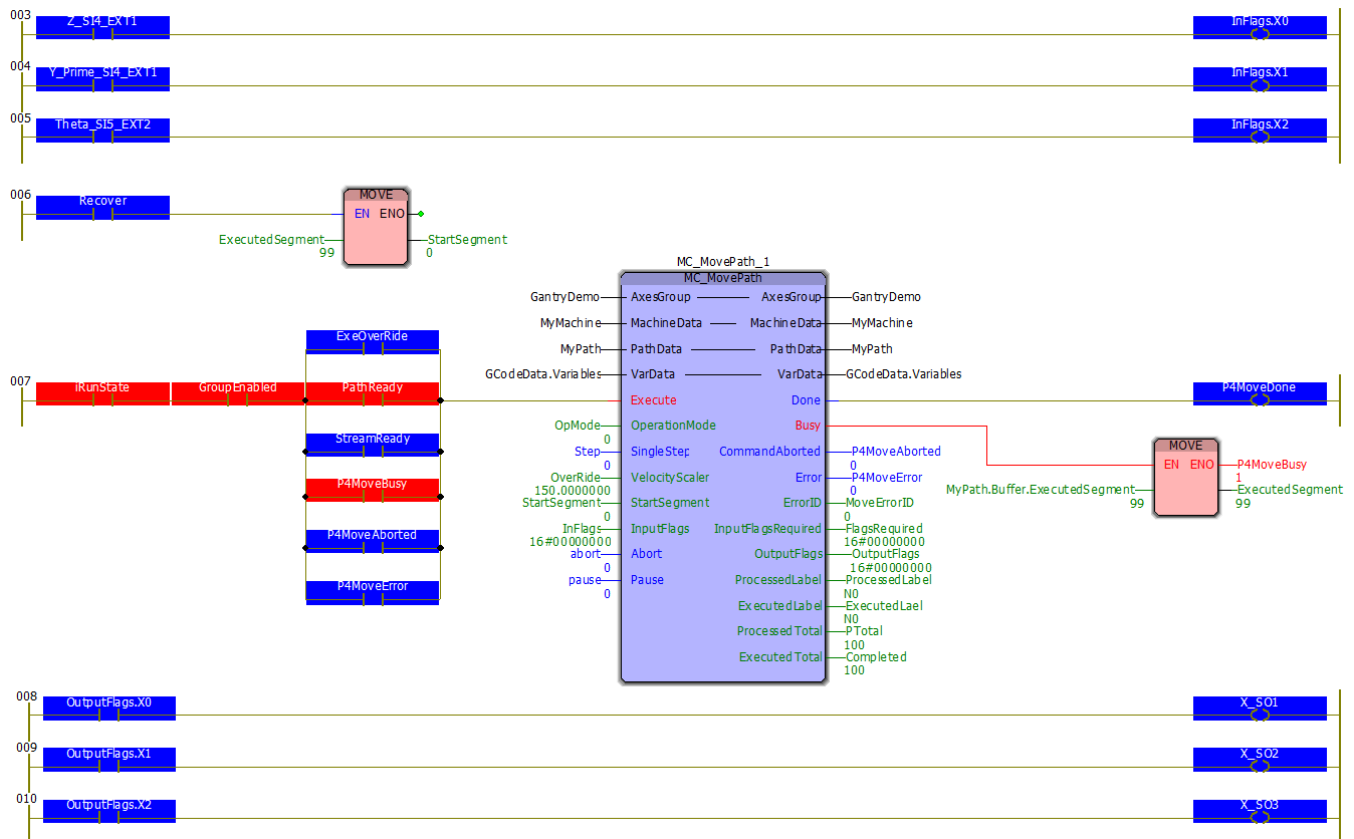 003
Z_SI4_EXT1
InFlags.X0
004
Y_Prime_SI4_EXT1
InFlags.X1
005
Theta_SI5_EXT2
InFlags.X2
006
Recover
MOVE
EN ENO
ExecutedSegment
99
StartSegment
0
MC_MovePath_1
MC_MovePath
GantryDemo AxesGroup AxesGroup GantryDemo
MyMachine MachineData MachineData MyMachine
MyPath PathData PathData MyPath
GCodeData.Variables VarData VarData GCodeData.Variables
007
iRunState
GroupEnabled
ExeOverRide
PathReady
StreamReady
P4MoveBusy
P4MoveAborted
P4MoveError
Execute Done
P4MoveDone
OpMode OperationMode Busy
0
Step SingleStep CommandAborted P4MoveAborted
0 0
OverRide VelocityScaler Error P4MoveError
150.0000000 0
StartSegment StartSegment ErrorID MoveErrorID
0 0
InFlags InputFlags InputFlagsRequired FlagsRequired
16#00000000 16#00000000
abort Abort OutputFlags OutputFlags
0 16#00000000
pause Pause ProcessedLabel ProcessedLabel
0 N0
ExecutedLabel ExecutedLael
N0
ProcessedTotal PTotal
100
ExecutedTotal Completed
100
MOVE
EN ENO P4MoveBusy
1
MyPath.Buffer.ExecutedSegment ExecutedSegment
99 99
008
OutputFlags.X0
X_SO1
009
OutputFlags.X1
X_SO2
010
OutputFlags.X2
X_SO3